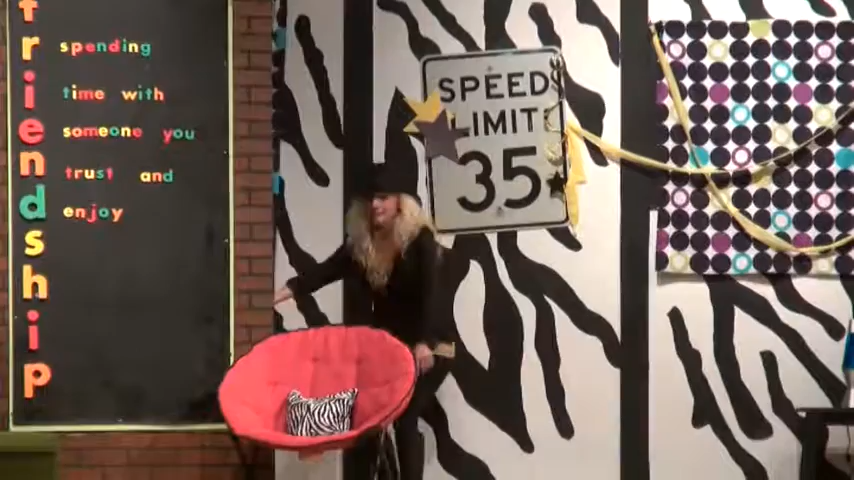 friendship
spending
time with
someone you
trust and
enjoy
SPEED
LIMIT
35